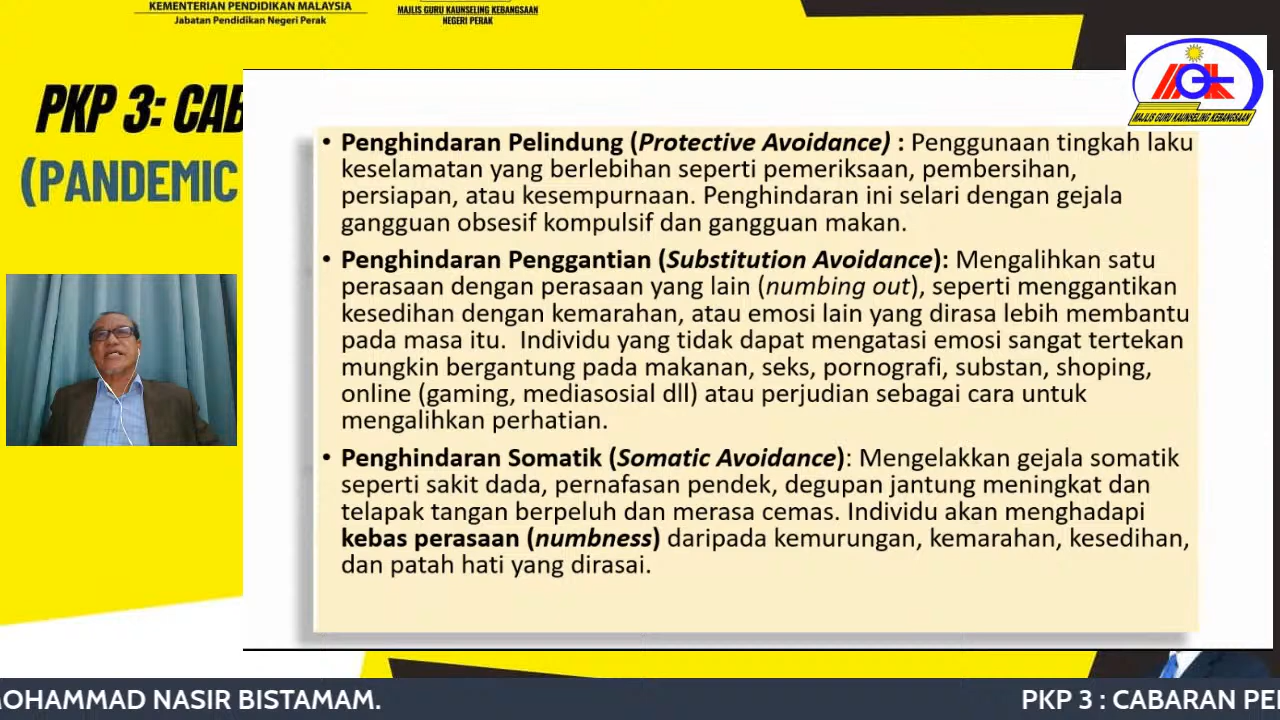 KEMENTERIAN PENDIDIKAN MALAYSIA
Jabatan Pendidikan Negeri Perak
MAJLIS GURU KAUNSELING KEBANGSAAN
NEGERI PERAK
PKP 3: CAB
(PANDEMIC
MAJLIS GURU KAUNSELING KEBANGSAAN
• Penghindaran Pelindung (Protective Avoidance) : Penggunaan tingkah laku
keselamatan yang berlebihan seperti pemeriksaan, pembersihan,
persiapan, atau kesempurnaan. Penghindaran ini selari dengan gejala
gangguan obsesif kompulsif dan gangguan makan.
• Penghindaran Penggantian (Substitution Avoidance): Mengalihkan satu
perasaan dengan perasaan yang lain (numbing out), seperti menggantikan
kesedihan dengan kemarahan, atau emosi lain yang dirasa lebih membantu
pada masa itu. Individu yang tidak dapat mengatasi emosi sangat tertekan
mungkin bergantung pada makanan, seks, pornografi, substan, shoping,
online (gaming, mediasosial dll) atau perjudian sebagai cara untuk
mengalihkan perhatian.
• Penghindaran Somatik (Somatic Avoidance): Mengelakkan gejala somatik
seperti sakit dada, pernafasan pendek, degupan jantung meningkat dan
telapak tangan berpeluh dan merasa cemas. Individu akan menghadapi
kebas perasaan (numbness) daripada kemurungan, kemarahan, kesedihan,
dan patah hati yang dirasai.
MOHAMMAD NASIR BISTAMAM.
PKP 3 : CABARAN PE